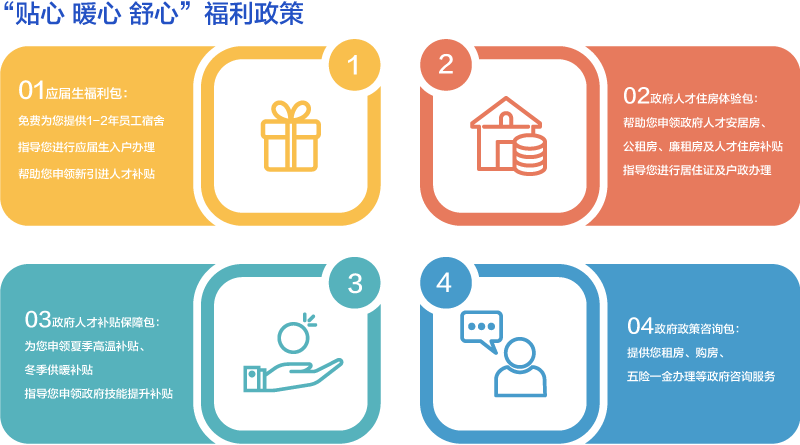 “贴心 暖心 舒心”福利政策
01应届生福利包：
免费为您提供1-2年员工宿舍
指导您进行应届生入户办理
帮助您申领新引进人才补贴
1
2
02政府人才住房体验包：
帮助您申领政府人才安居房、
公租房、廉租房及人才住房补贴
指导您进行居住证及户政办理
03政府人才补贴保障包：
为您申领夏季高温补贴、
冬季供暖补贴
指导您申领政府技能提升补贴
3
4
04政府政策咨询包：
提供您租房、购房、
五险一金办理等政府咨询服务